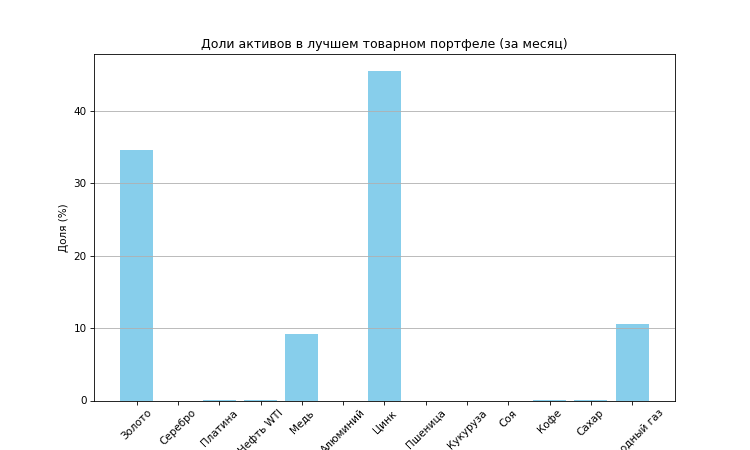 Доли активов в лучшем товарном портфеле (за месяц)
Доля (%)
40
30
20
10
0
Золото
Серебро
Платина
Нефть WTI
Медь
Алюминий
Цинк
Пшеница
Кукуруза
Соя
Кофе
Сахар
газ